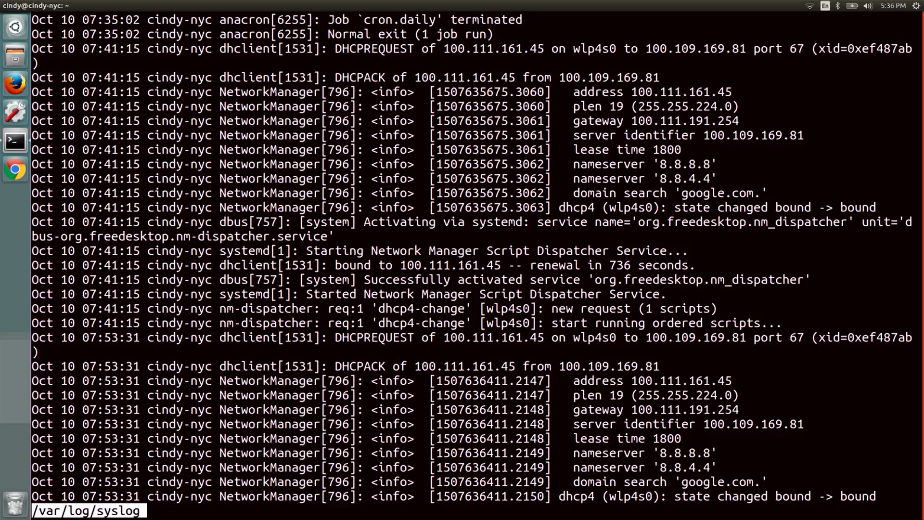 cindy@cindy-nyc: ~
En
5:36 PM
Oct 10 07:35:02 cindy-nyc anacron[6255]: Job `cron.daily' terminated
Oct 10 07:35:02 cindy-nyc anacron[6255]: Normal exit (1 job run)
Oct 10 07:41:15 cindy-nyc dhclient[1531]: DHCPREQUEST of 100.111.161.45 on wlp4s0 to 100.109.169.81 port 67 (xid=0xef487ab
)
Oct 10 07:41:15 cindy-nyc dhclient[1531]: DHCPACK of 100.111.161.45 from 100.109.169.81
Oct 10 07:41:15 cindy-nyc NetworkManager[796]: <info>  [1507635675.3060]   address 100.111.161.45
Oct 10 07:41:15 cindy-nyc NetworkManager[796]: <info>  [1507635675.3060]   plen 19 (255.255.224.0)
Oct 10 07:41:15 cindy-nyc NetworkManager[796]: <info>  [1507635675.3061]   gateway 100.111.191.254
Oct 10 07:41:15 cindy-nyc NetworkManager[796]: <info>  [1507635675.3061]   server identifier 100.109.169.81
Oct 10 07:41:15 cindy-nyc NetworkManager[796]: <info>  [1507635675.3061]   lease time 1800
Oct 10 07:41:15 cindy-nyc NetworkManager[796]: <info>  [1507635675.3062]   nameserver '8.8.8.8'
Oct 10 07:41:15 cindy-nyc NetworkManager[796]: <info>  [1507635675.3062]   nameserver '8.8.4.4'
Oct 10 07:41:15 cindy-nyc NetworkManager[796]: <info>  [1507635675.3062]   domain search 'google.com.'
Oct 10 07:41:15 cindy-nyc NetworkManager[796]: <info>  [1507635675.3063] dhcp4 (wlp4s0): state changed bound -> bound
Oct 10 07:41:15 cindy-nyc dbus[757]: [system] Activating via systemd: service name='org.freedesktop.nm_dispatcher' unit='d
bus-org.freedesktop.nm-dispatcher.service'
Oct 10 07:41:15 cindy-nyc systemd[1]: Starting Network Manager Script Dispatcher Service...
Oct 10 07:41:15 cindy-nyc dhclient[1531]: bound to 100.111.161.45 -- renewal in 736 seconds.
Oct 10 07:41:15 cindy-nyc dbus[757]: [system] Successfully activated service 'org.freedesktop.nm_dispatcher'
Oct 10 07:41:15 cindy-nyc systemd[1]: Started Network Manager Script Dispatcher Service.
Oct 10 07:41:15 cindy-nyc nm-dispatcher: req:1 'dhcp4-change' [wlp4s0]: new request (1 scripts)
Oct 10 07:41:15 cindy-nyc nm-dispatcher: req:1 'dhcp4-change' [wlp4s0]: start running ordered scripts...
Oct 10 07:53:31 cindy-nyc dhclient[1531]: DHCPREQUEST of 100.111.161.45 on wlp4s0 to 100.109.169.81 port 67 (xid=0xef487ab
)
Oct 10 07:53:31 cindy-nyc dhclient[1531]: DHCPACK of 100.111.161.45 from 100.109.169.81
Oct 10 07:53:31 cindy-nyc NetworkManager[796]: <info>  [1507636411.2147]   address 100.111.161.45
Oct 10 07:53:31 cindy-nyc NetworkManager[796]: <info>  [1507636411.2147]   plen 19 (255.255.224.0)
Oct 10 07:53:31 cindy-nyc NetworkManager[796]: <info>  [1507636411.2148]   gateway 100.111.191.254
Oct 10 07:53:31 cindy-nyc NetworkManager[796]: <info>  [1507636411.2148]   server identifier 100.109.169.81
Oct 10 07:53:31 cindy-nyc NetworkManager[796]: <info>  [1507636411.2148]   lease time 1800
Oct 10 07:53:31 cindy-nyc NetworkManager[796]: <info>  [1507636411.2149]   nameserver '8.8.8.8'
Oct 10 07:53:31 cindy-nyc NetworkManager[796]: <info>  [1507636411.2149]   nameserver '8.8.4.4'
Oct 10 07:53:31 cindy-nyc NetworkManager[796]: <info>  [1507636411.2149]   domain search 'google.com.'
Oct 10 07:53:31 cindy-nyc NetworkManager[796]: <info>  [1507636411.2150] dhcp4 (wlp4s0): state changed bound -> bound
/var/log/syslog